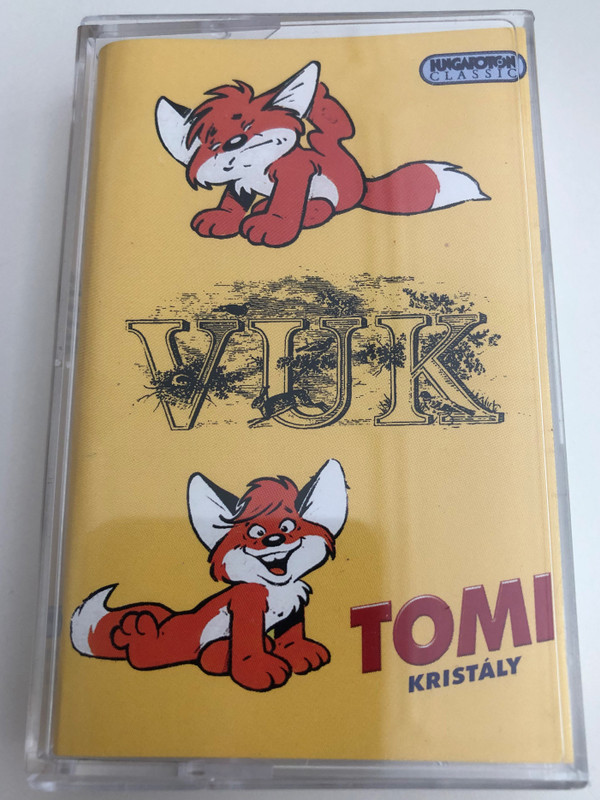 HUNGAROTON
CLASSIC
VUK
TOMI
KRISTÁLY